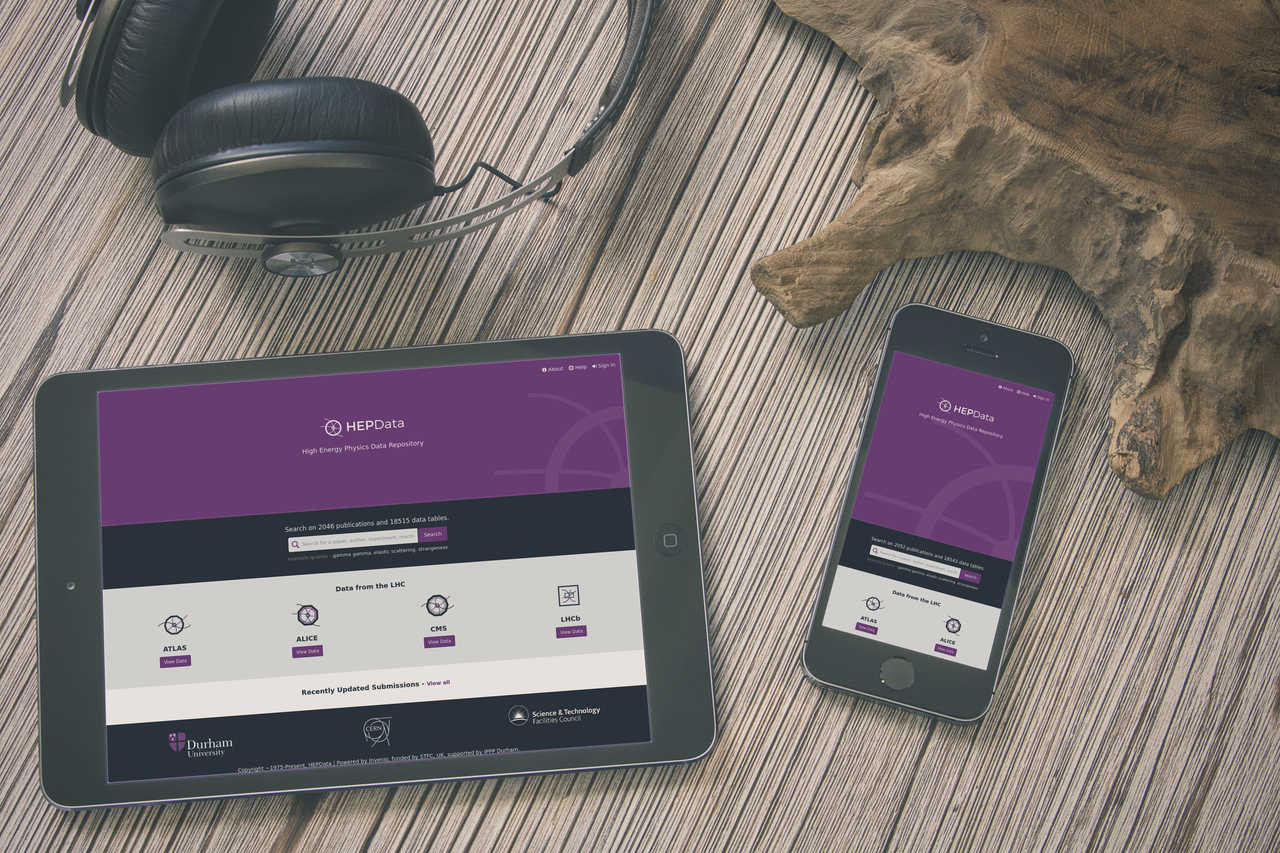 About Help Sign in
HEPData
High Energy Physics Data Repository
Search on 2046 publications and 18515 data tables.
Search for a paper, author, experiment, reactio
Search
example queries - gamma gamma, elastic scattering, strangeness
Data from the LHC
ATLAS
View Data
ALICE
View Data
CMS
View Data
LHCb
View Data
Recently Updated Submissions - View all
Durham
University
CERN
Science & Technology
Facilities Council
Copyright ~1975-Present, HEPData | Powered by Invenio, funded by STFC, UK, supported by IPPP Durham.
About Help Sign in
HEPData
High Energy Physics Data Repository
Search on 2052 publications and 18543 data tables.
Search
gamma gamma, elastic scattering, strangeness
Data from the LHC
ATLAS
View Data
ALICE
View Data